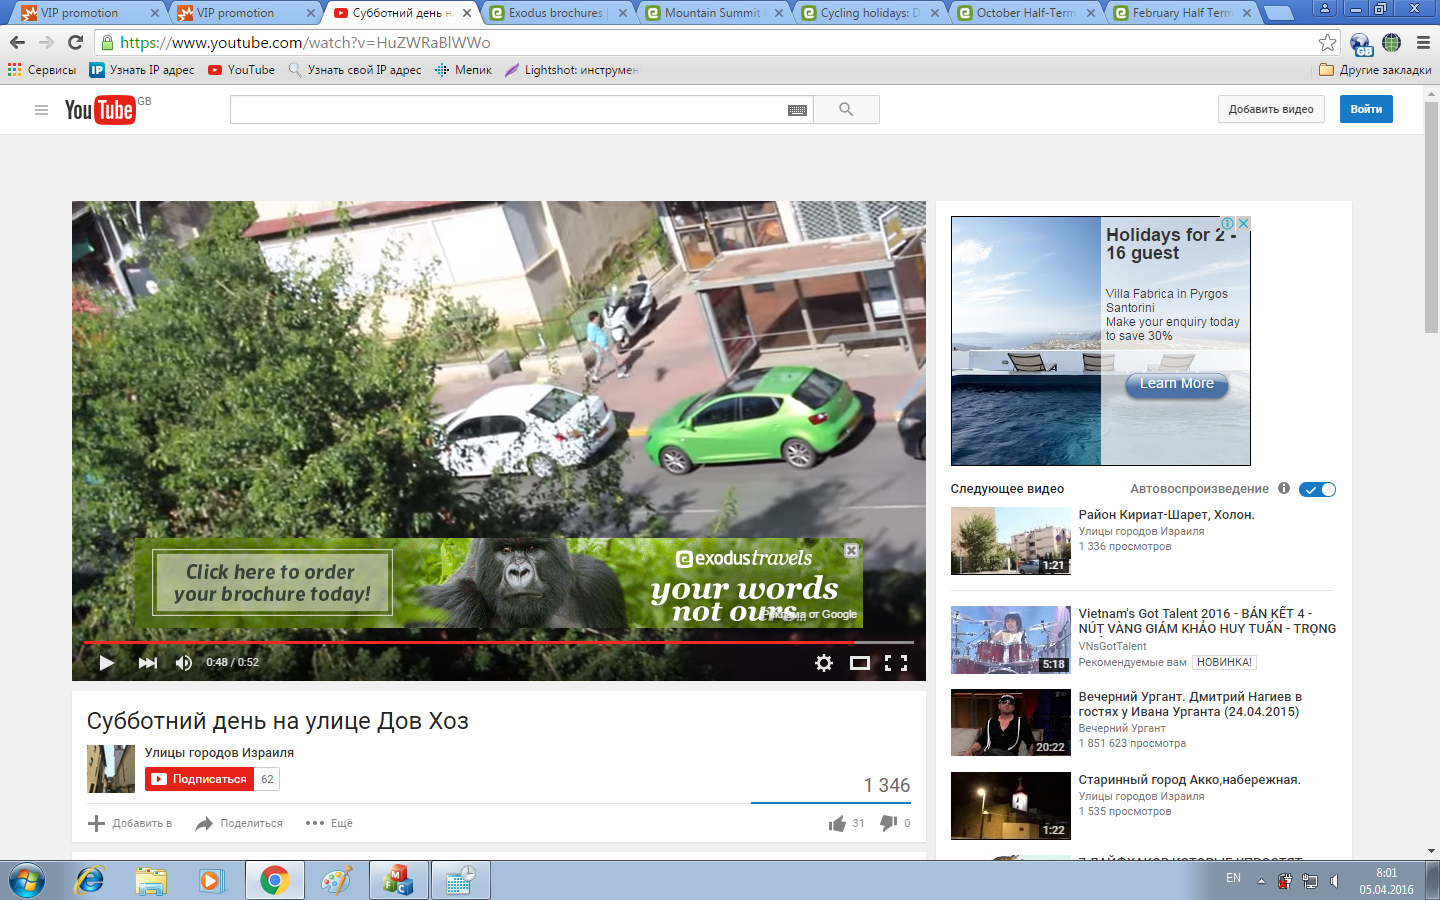 VIP promotion
VIP promotion
Субботний день н
Exodus brochures
Mountain Summit
Cycling holidays: D
October Half-Term
February Half Term
https://www.youtube.com/watch?v=HuZWRaBlWWo
GB
Сервисы
IP Узнать IP адрес
YouTube
Узнать свой IP адрес
Мепик
Lightshot: инструмен
Другие закладки
YouTube GB
Добавить видео
Войти
Holidays for 2 -
16 guest
Villa Fabrica in Pyrgos
Santorini
Make your enquiry today
to save 30%
Learn More
Click here to order
your brochure today!
exodustravels
your words
not ours...
Реклама от Google
0:48 / 0:52
Субботний день на улице Дов Хоз
Улицы городов Израиля
Подписаться 62
1 346
Добавить в
Поделиться
Ещё
31
0
Следующее видео
Автовоспроизведение
Район Кириат-Шарет, Холон.
Улицы городов Израиля
1 336 просмотров
1:21
Vietnam's Got Talent 2016 - BÁN KẾT 4 -
NÚT VÀNG GIÁM KHẢO HUY TUẤN - TRỌNG
VNsGotTalent
Рекомендуемые вам НОВИНКА!
5:18
Вечерний Ургант. Дмитрий Нагиев в
гостях у Ивана Урганта (24.04.2015)
Вечерний Ургант
1 851 623 просмотра
20:22
Старинный город Акко,набережная.
Улицы городов Израиля
1 535 просмотров
1:22
7 ЛАЙФХАКОВ КОТОРЫЕ УПРОСТЯТ
MFC
EN
8:01
05.04.2016